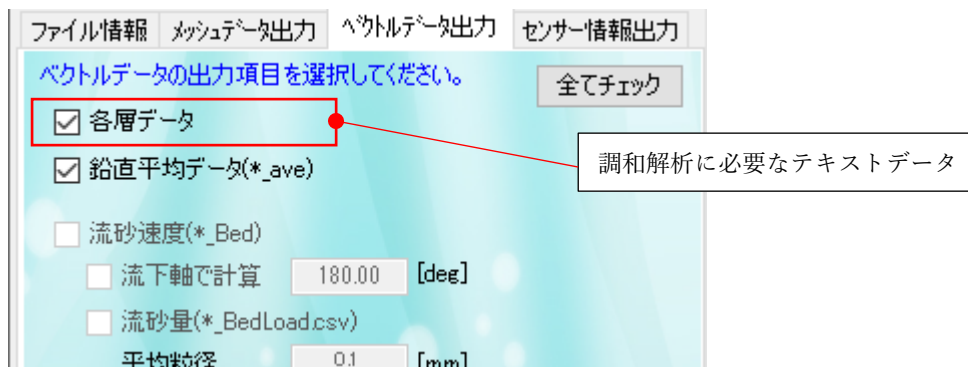 ファイル情報 メッシュデータ出力 ベクトルデータ出力 センサー情報出力
ベクトルデータの出力項目を選択してください。 全てチェック
各層データ
調和解析に必要なテキストデータ
鉛直平均データ(*_ave)
流砂速度(*_Bed)
流下軸で計算 180.00 [deg]
流砂量(*_BedLoad.csv)
平均粒径 0.1 [mm]